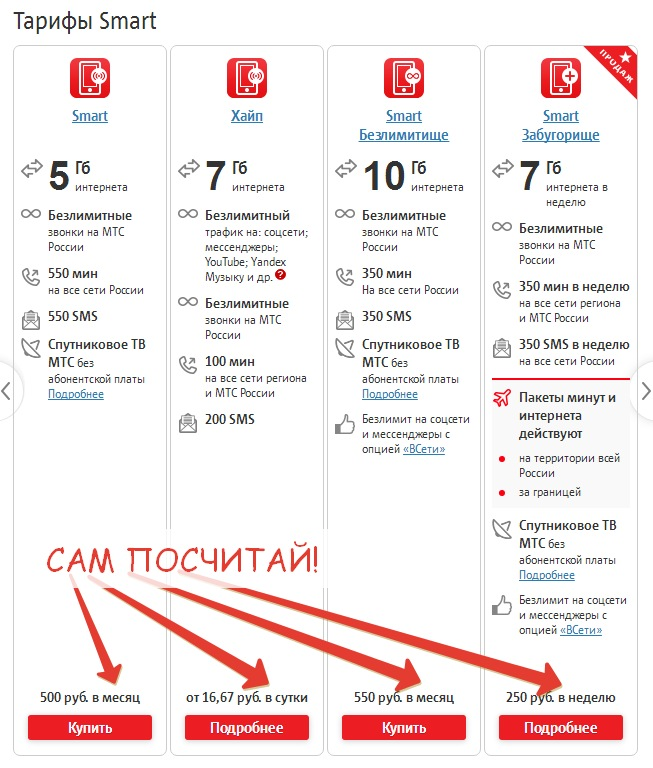 Тарифы Smart
Smart
5 Гб
интернета
Безлимитные
звонки на МТС
России
550 мин
На все сети России
550 SMS
Спутниковое ТВ
МТС без
абонентской платы
Подробнее
500 руб. в месяц
Купить
Хайп
7 Гб
интернета
Безлимитный
трафик на: соцсети;
мессенджеры;
YouTube; Yandex
Музыку и др. ?
Безлимитные
звонки на МТС
России
100 мин
на все сети региона
и МТС России
200 SMS
от 16,67 руб. в сутки
Подробнее
Smart
Безлимитище
10 Гб
интернета
Безлимитные
звонки на МТС
России
350 мин
На все сети России
350 SMS
Спутниковое ТВ
МТС без
абонентской платы
Подробнее
Безлимит на соцсети
и мессенджеры с
опцией «ВСети»
550 руб. в месяц
Купить
ПРОДАЖ
Smart
Забугорище
7 Гб
интернета в
неделю
Безлимитные
звонки на МТС
России
350 мин в неделю
на все сети региона
и МТС России
350 SMS в неделю
на все сети России
Пакеты минут и
интернета
действуют
на территории всей
России
за границей
Спутниковое ТВ
МТС без
абонентской платы
Подробнее
Безлимит на соцсети
и мессенджеры с
опцией «ВСети»
250 руб. в неделю
Подробнее
САМ ПОСЧИТАЙ!